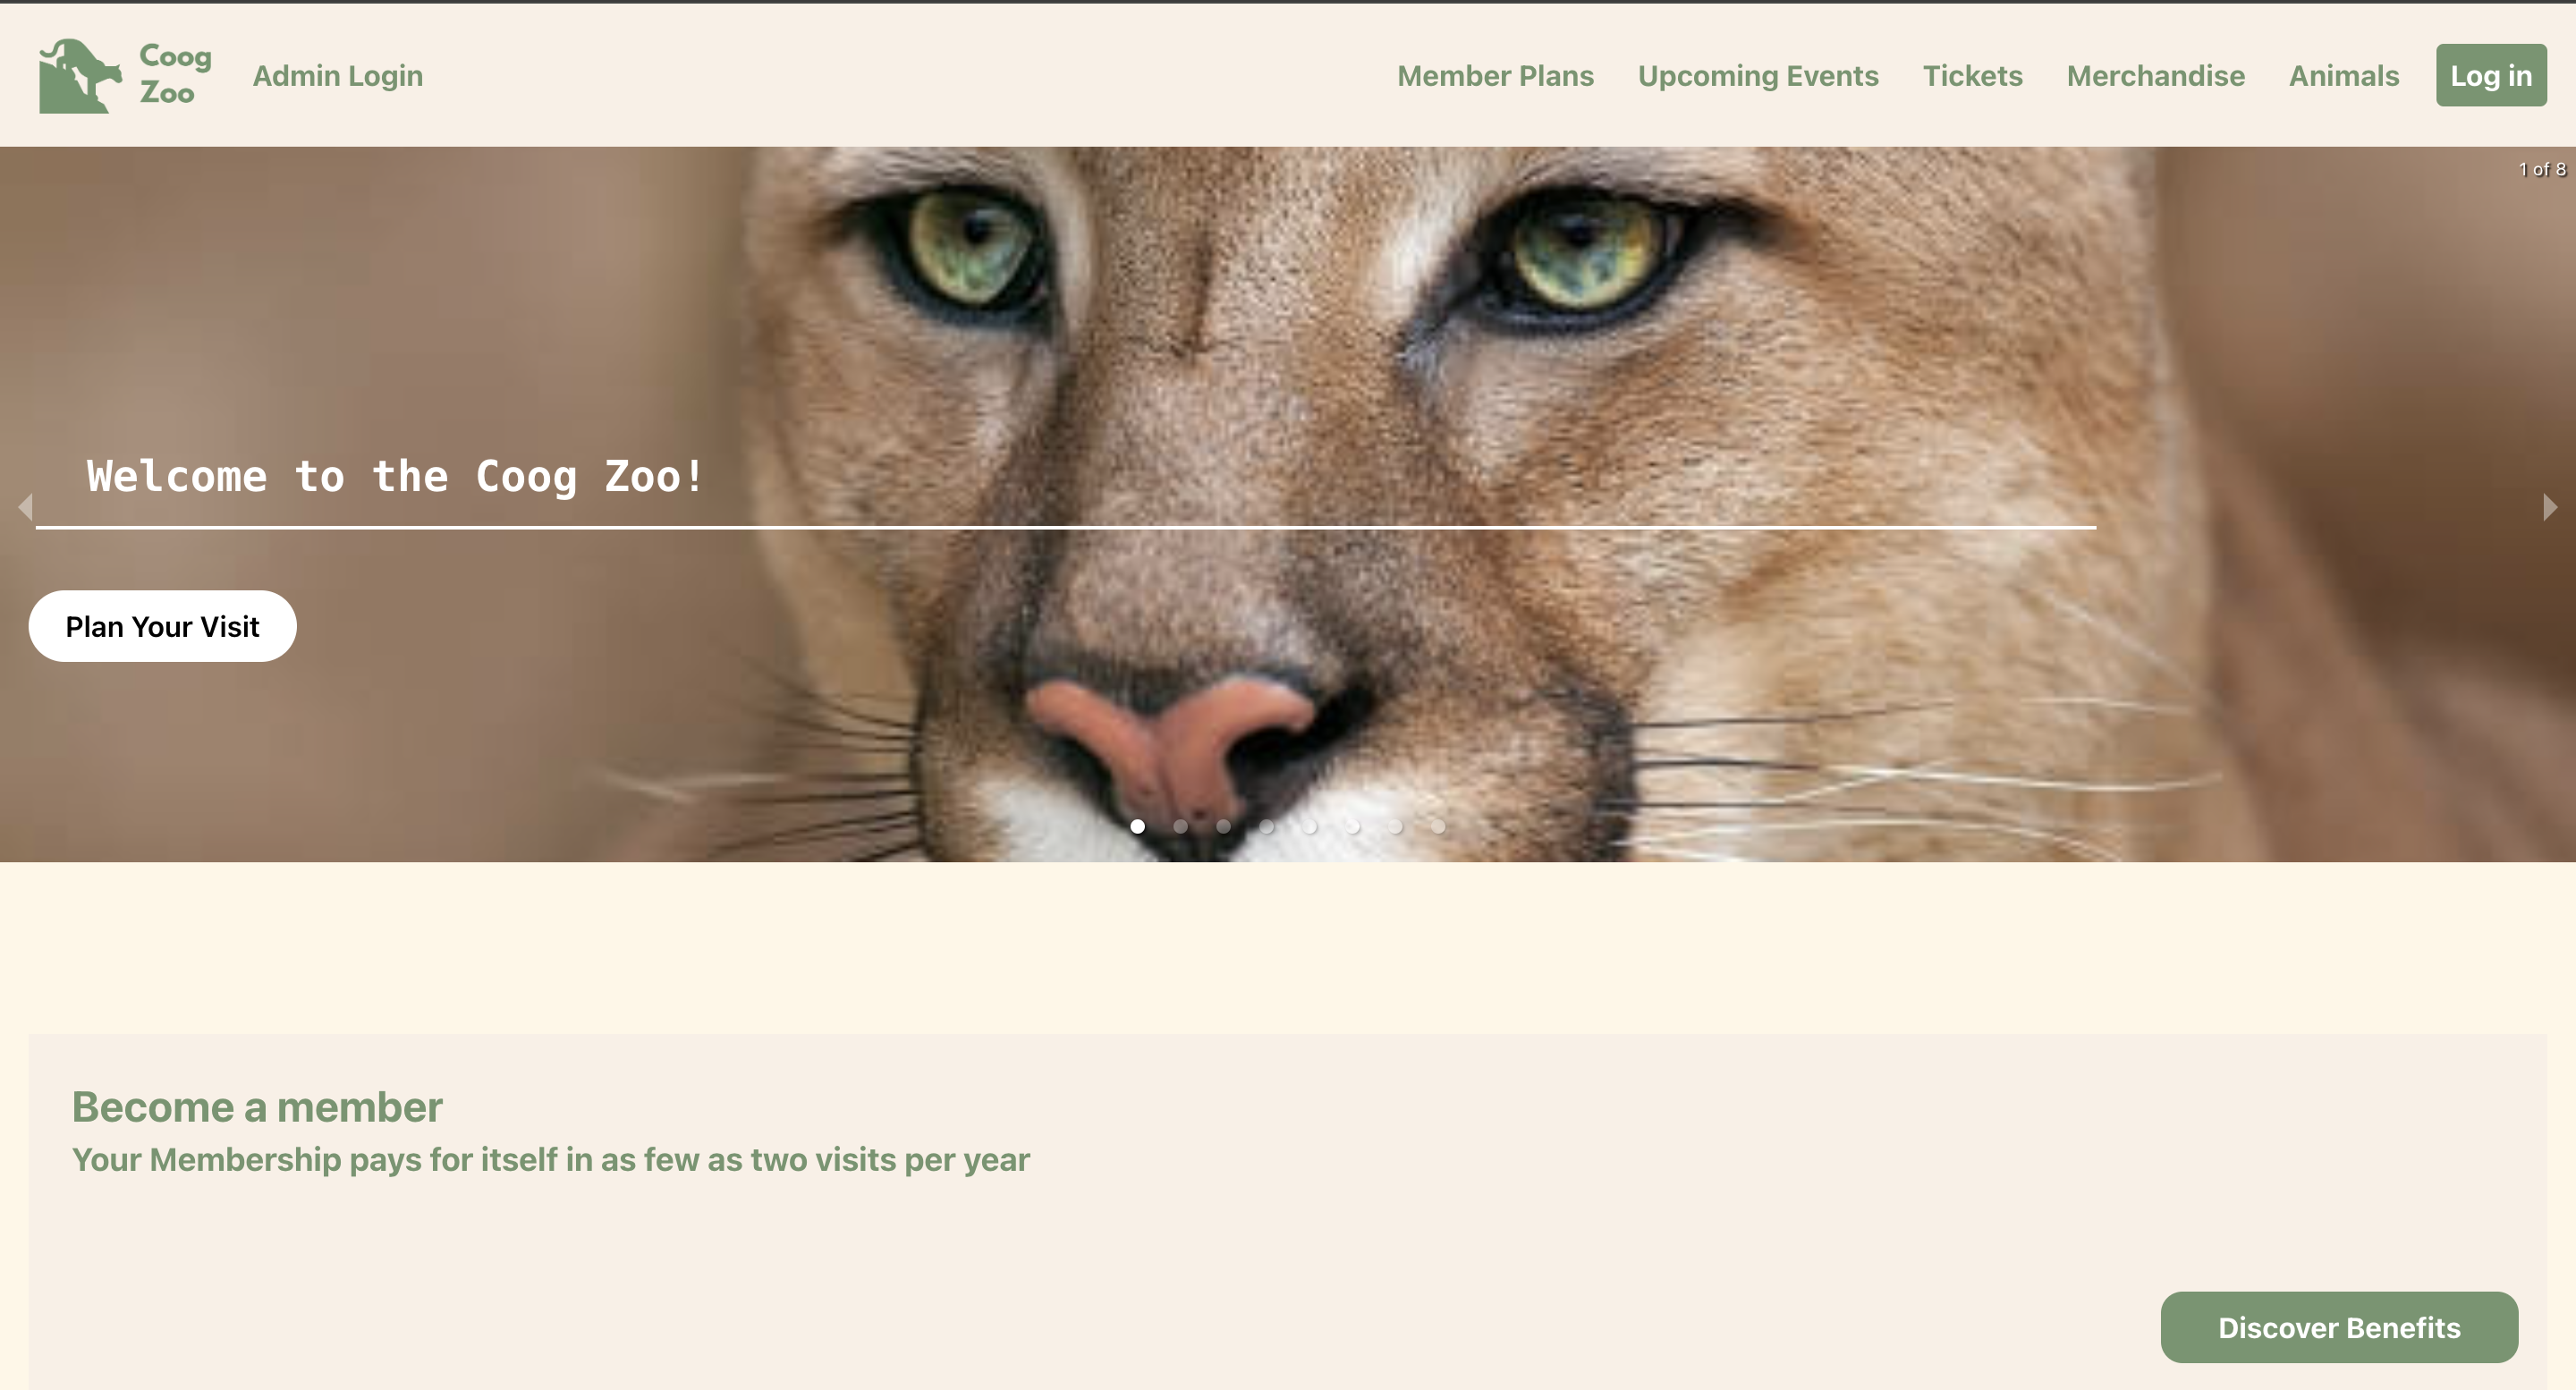 Coog
Zoo
Admin Login
Member Plans
Upcoming Events
Tickets
Merchandise
Animals
Log in
1 of 8
Welcome to the Coog Zoo!
Plan Your Visit
Become a member
Your Membership pays for itself in as few as two visits per year
Discover Benefits